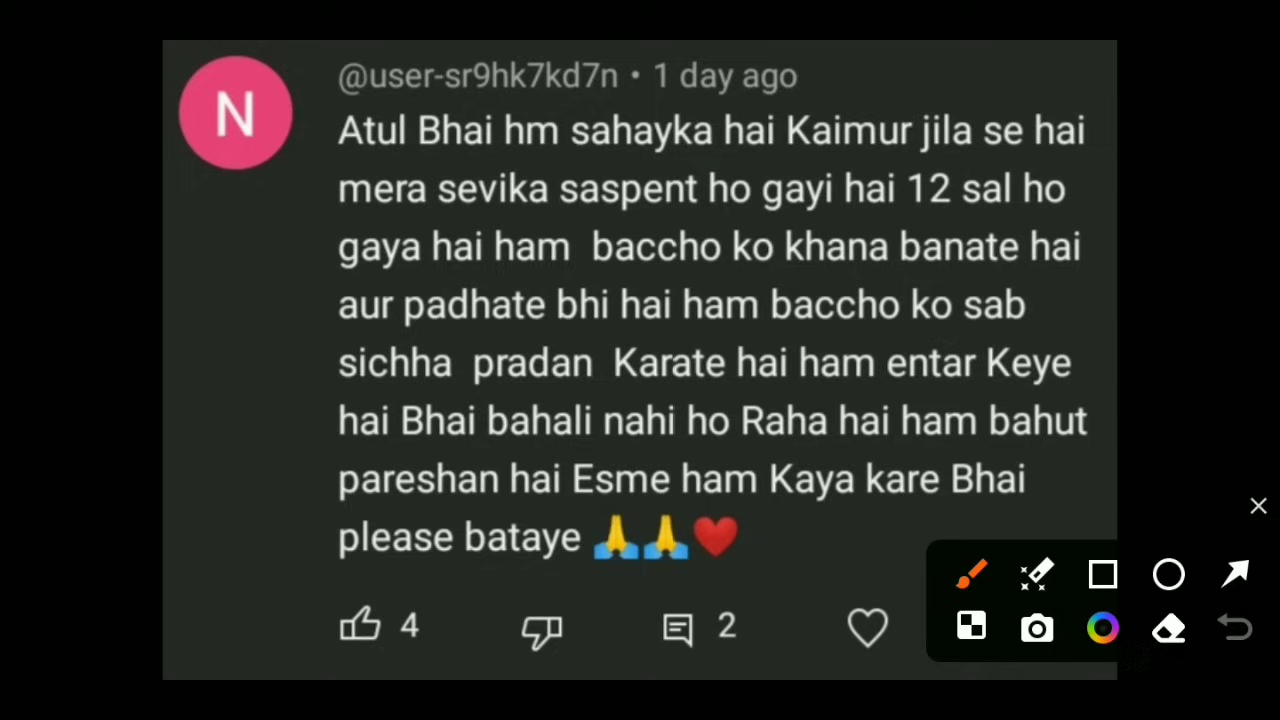 N
@user-sr9hk7kd7n • 1 day ago
Atul Bhai hm sahayka hai Kaimur jila se hai
mera sevika saspent ho gayi hai 12 sal ho
gaya hai ham  baccho ko khana banate hai
aur padhate bhi hai ham baccho ko sab
sichha  pradan  Karate hai ham entar Keye
hai Bhai bahali nahi ho Raha hai ham bahut
pareshan hai Esme ham Kaya kare Bhai
please bataye 🙏🙏❤️
4 2